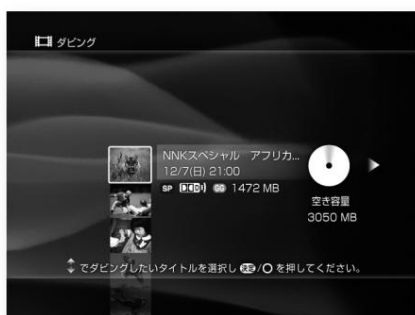 ダビング
NNKスペシャル アフリカ...
12/7(日) 21:00
SP 1472 MB
空き容量
3050 MB
でダビングしたいタイトルを選択し 決定/○ を押してください。